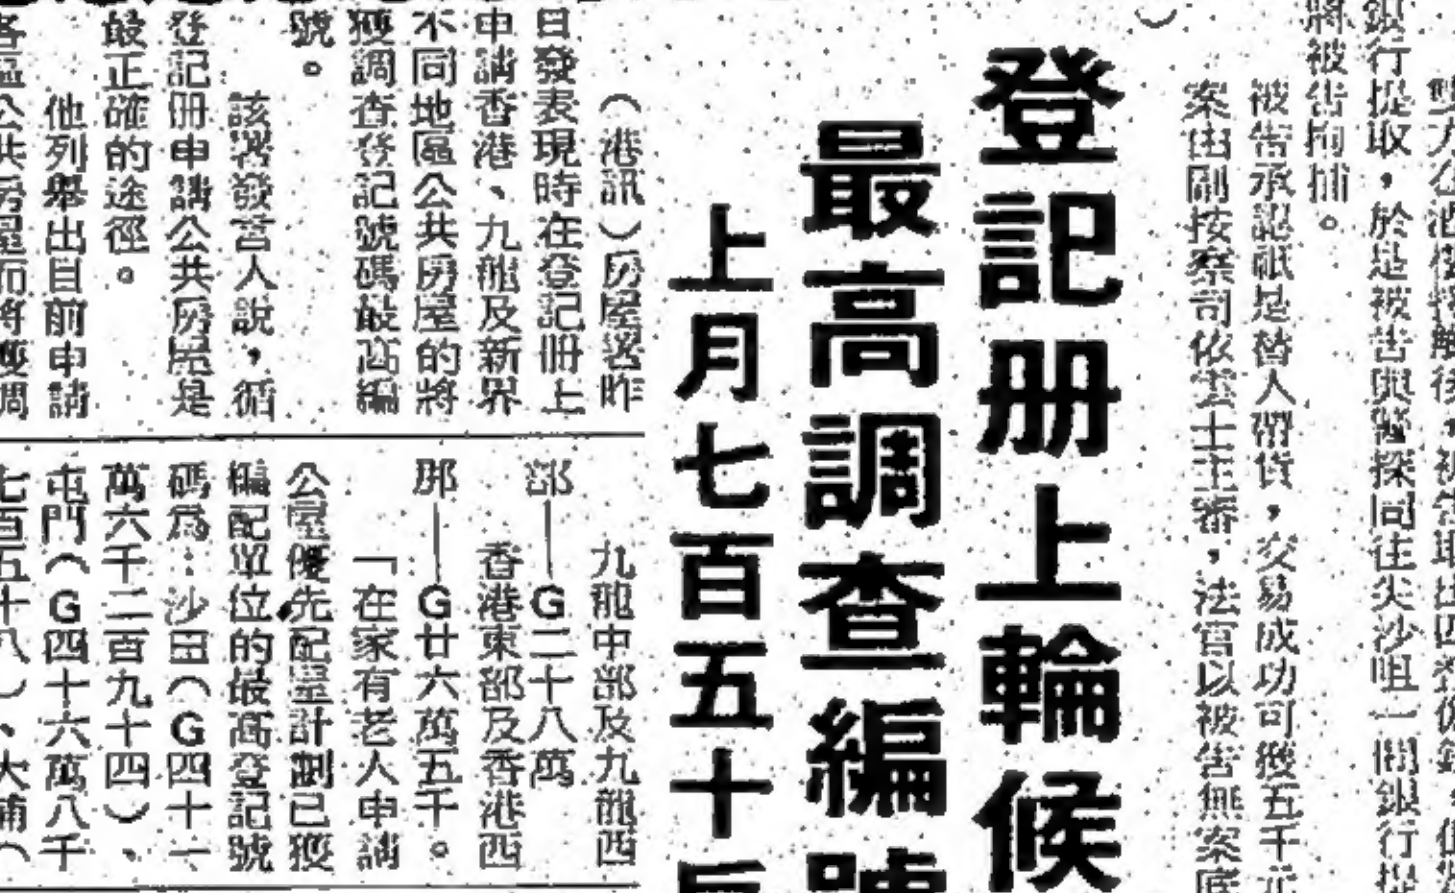 銀行提取，於是被告與警探同往尖沙咀一間銀行
將被告拘捕。
被告承認祇是替人帶貨，交易成功可獲五千元
案由副按察司依雲士主審，法官以被告無案底
登記册上輪候
最高調查編號
上月七百五十
（港訊）房屋署昨
日發表現時在登記册上
申請香港、九龍及新界
不同地區公共房屋的將
獲調查登記號碼最高編
號。
該署發言人說，循
登記册申請公共房屋是
最正確的途徑。
他列舉出目前申請
各區公共房屋而將獲調
九龍中部及九龍西
部——G二十八萬
香港東部及香港西
部——G廿六萬五千。
「在家有老人申請
公屋優先配屋計劃已獲
編配單位的最高登記號
碼為：沙田（G四十一
萬六千二百九十四）、
屯門（G四十六萬八千
七百五十八）、大埔（